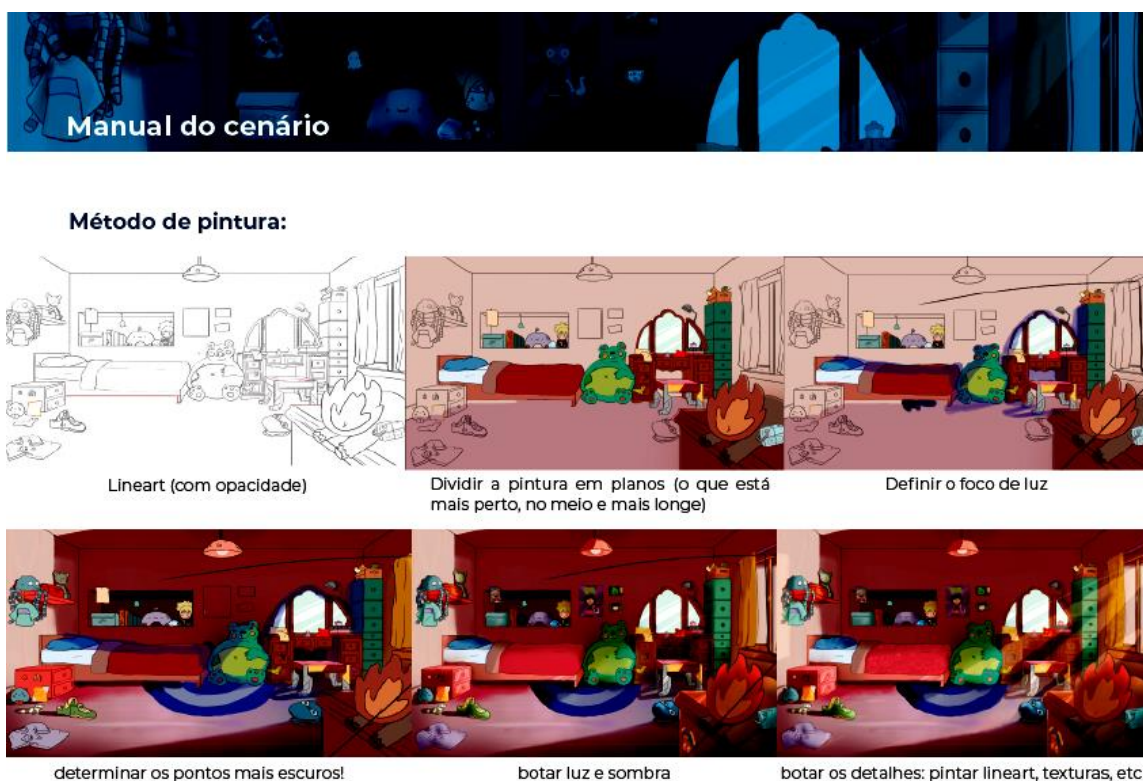 Manual do cenário
Método de pintura:
Lineart (com opacidade)
Dividir a pintura em planos (o que está
mais perto, no meio e mais longe)
Definir o foco de luz
determinar os pontos mais escuros!
botar luz e sombra
botar os detalhes: pintar lineart, texturas, etc